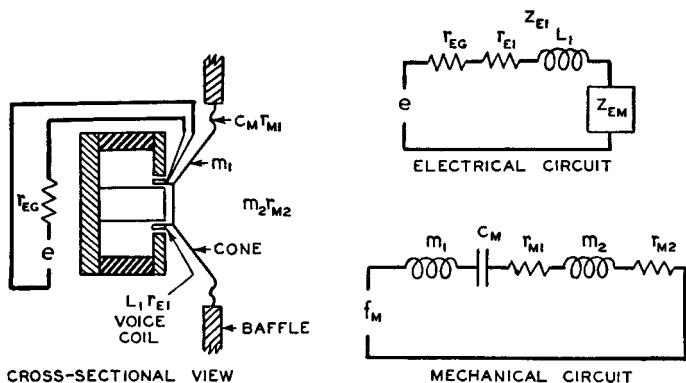 C_M r_M1
m_1
r_EG
e
m_2 r_M2
CONE
L_1 r_E1
VOICE
COIL
BAFFLE
CROSS-SECTIONAL VIEW
Z_E1
r_EG r_E1 L_1
e
Z_EM
ELECTRICAL CIRCUIT
m_1 C_M r_M1 m_2 r_M2
f_M
MECHANICAL CIRCUIT